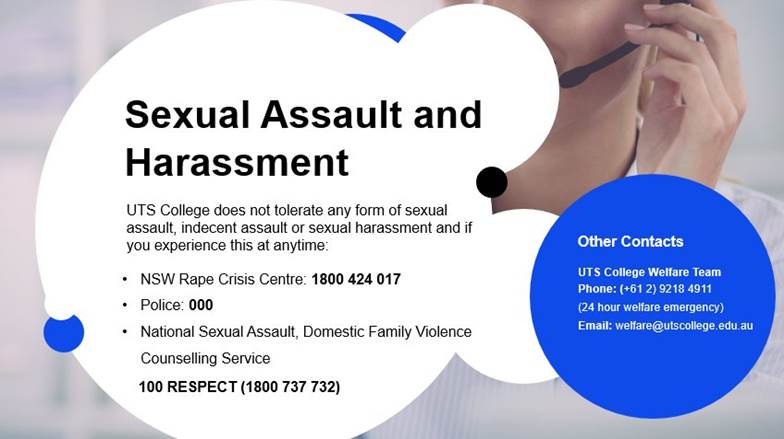 Sexual Assault and
Harassment
UTS College does not tolerate any form of sexual
assault, indecent assault or sexual harassment and if
you experience this at anytime:
• NSW Rape Crisis Centre: 1800 424 017
• Police: 000
• National Sexual Assault, Domestic Family Violence
Counselling Service
100 RESPECT (1800 737 732)
Other Contacts
UTS College Welfare Team
Phone: (+61 2) 9218 4911
(24 hour welfare emergency)
Email: welfare@utscollege.edu.au